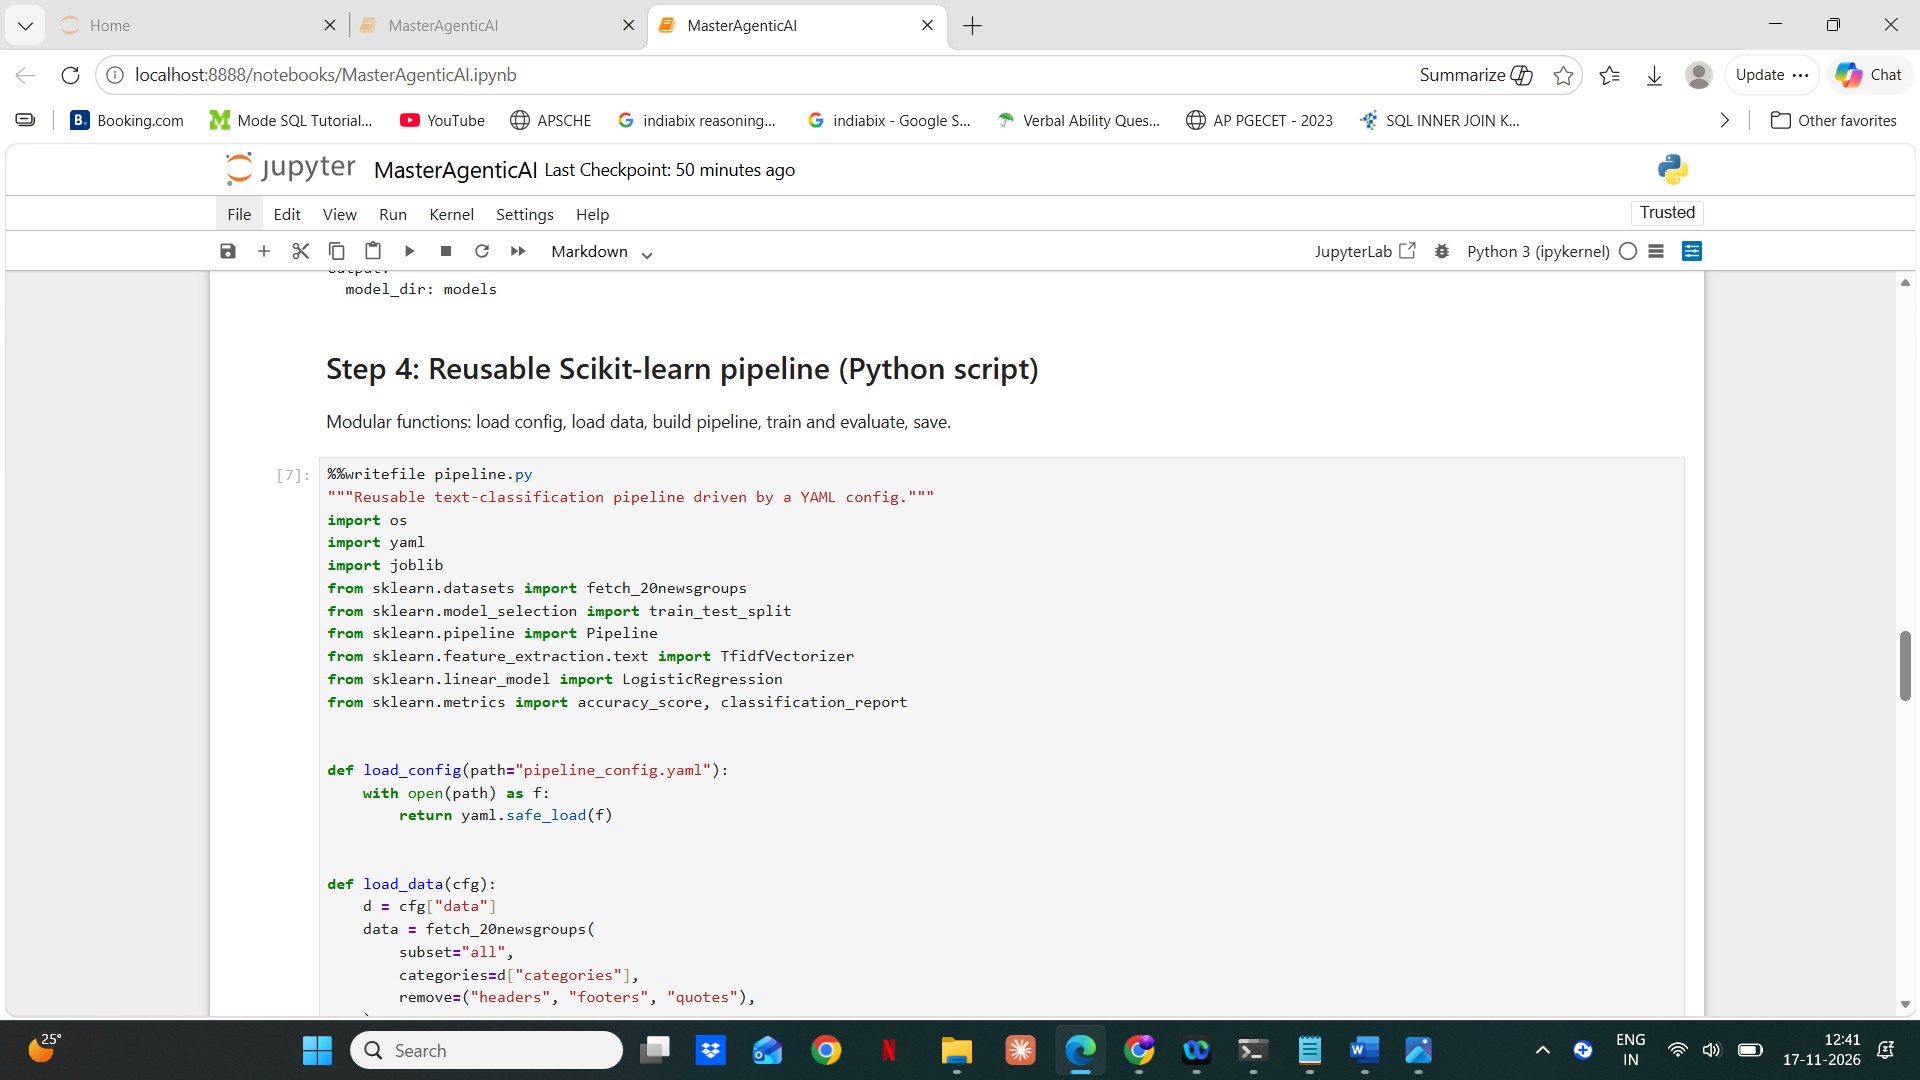 Home
MasterAgenticAI
MasterAgenticAI
localhost:8888/notebooks/MasterAgenticAI.ipynb
Summarize
Update
Chat
B.
Booking.com
Mode SQL Tutorial...
YouTube
APSCHE
indiabix reasoning...
indiabix - Google S...
Verbal Ability Ques...
AP PGECET - 2023
SQL INNER JOIN K...
Other favorites
jupyter
MasterAgenticAI Last Checkpoint: 50 minutes ago
File Edit View Run Kernel Settings Help
Trusted
Markdown
JupyterLab
Python 3 (ipykernel)
output:
model_dir: models
Step 4: Reusable Scikit-learn pipeline (Python script)
Modular functions: load config, load data, build pipeline, train and evaluate, save.
[7]:
%%writefile pipeline.py
"""Reusable text-classification pipeline driven by a YAML config."""
import os
import yaml
import joblib
from sklearn.datasets import fetch_20newsgroups
from sklearn.model_selection import train_test_split
from sklearn.pipeline import Pipeline
from sklearn.feature_extraction.text import TfidfVectorizer
from sklearn.linear_model import LogisticRegression
from sklearn.metrics import accuracy_score, classification_report
def load_config(path="pipeline_config.yaml"):
    with open(path) as f:
        return yaml.safe_load(f)
def load_data(cfg):
    d = cfg["data"]
    data = fetch_20newsgroups(
        subset="all",
        categories=d["categories"],
        remove=("headers", "footers", "quotes"),
25°
Search
ENG
IN
12:41
17-11-2026